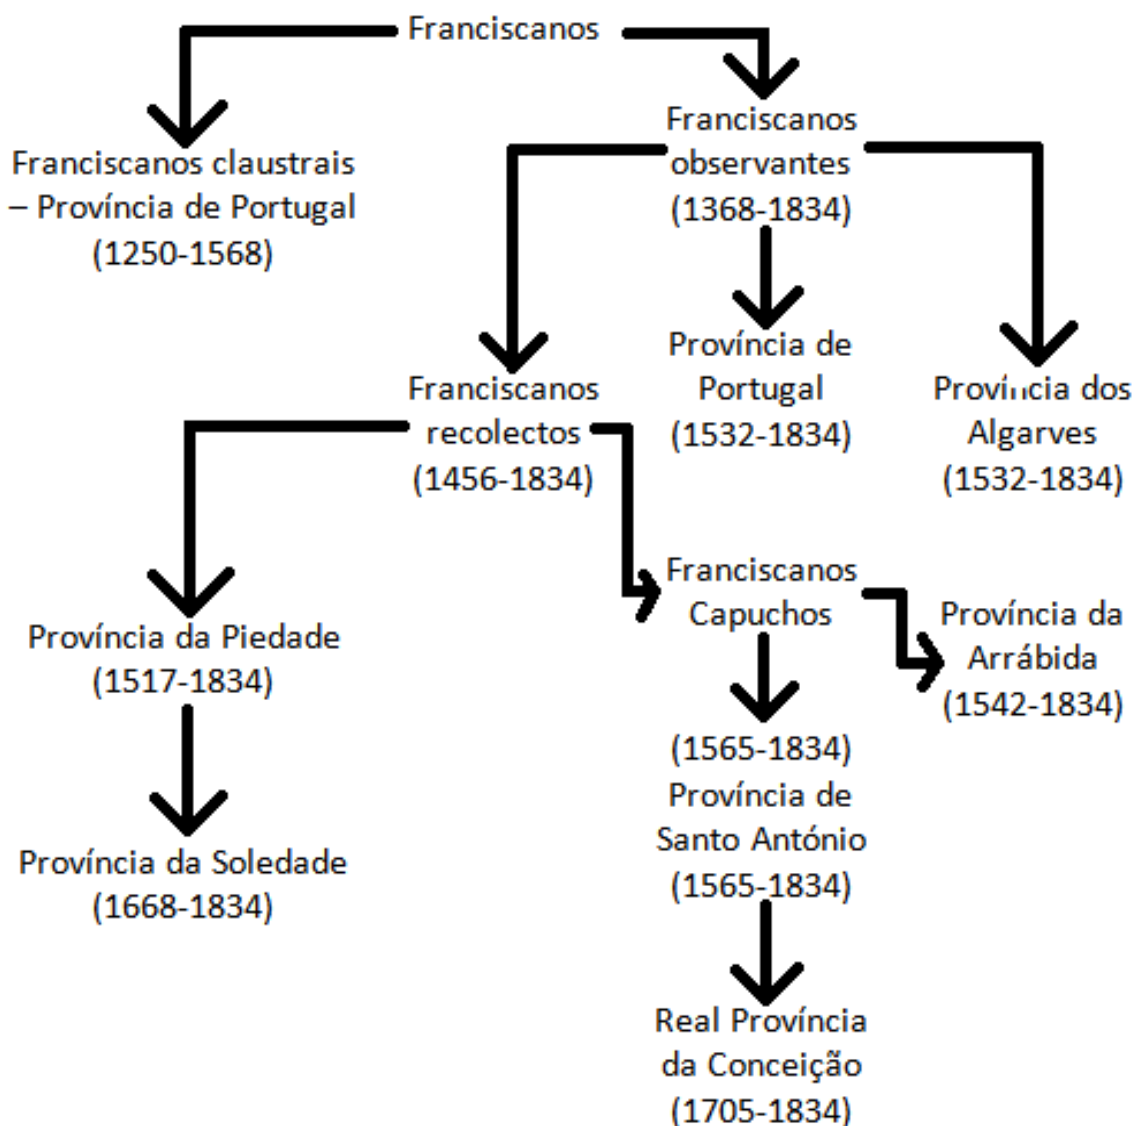 Franciscanos
Franciscanos claustrais
– Província de Portugal
(1250-1568)
Franciscanos
observantes
(1368-1834)
Franciscanos
recolectos
(1456-1834)
Província de
Portugal
(1532-1834)
Província dos
Algarves
(1532-1834)
Província da Piedade
(1517-1834)
Província da Soledade
(1668-1834)
Franciscanos
Capuchos
Província da
Arrábida
(1542-1834)
(1565-1834)
Província de
Santo António
(1565-1834)
Real Província
da Conceição
(1705-1834)